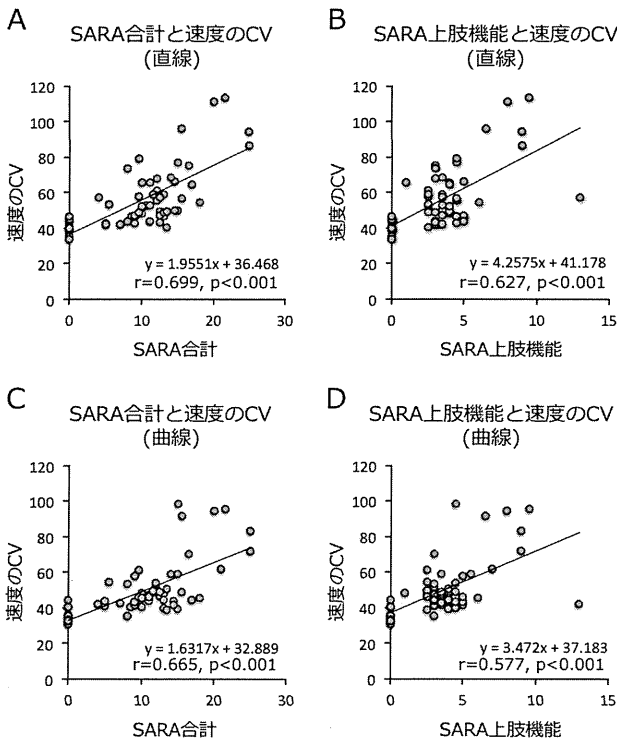 A
SARA合計と速度のCV
(直線)
速度のCV
120
100
80
60
40
20
0
y = 1.9551x + 36.468
r=0.699, p<0.001
0 10 20 30
SARA合計
B
SARA上肢機能と速度のCV
(直線)
速度のCV
120
100
80
60
40
20
0
y = 4.2575x + 41.178
r=0.627, p<0.001
0 5 10 15
SARA上肢機能
C
SARA合計と速度のCV
(曲線)
速度のCV
120
100
80
60
40
20
0
y = 1.6317x + 32.889
r=0.665, p<0.001
0 10 20 30
SARA合計
D
SARA上肢機能と速度のCV
(曲線)
速度のCV
120
100
80
60
40
20
0
y = 3.472x + 37.183
r=0.577, p<0.001
0 5 10 15
SARA上肢機能